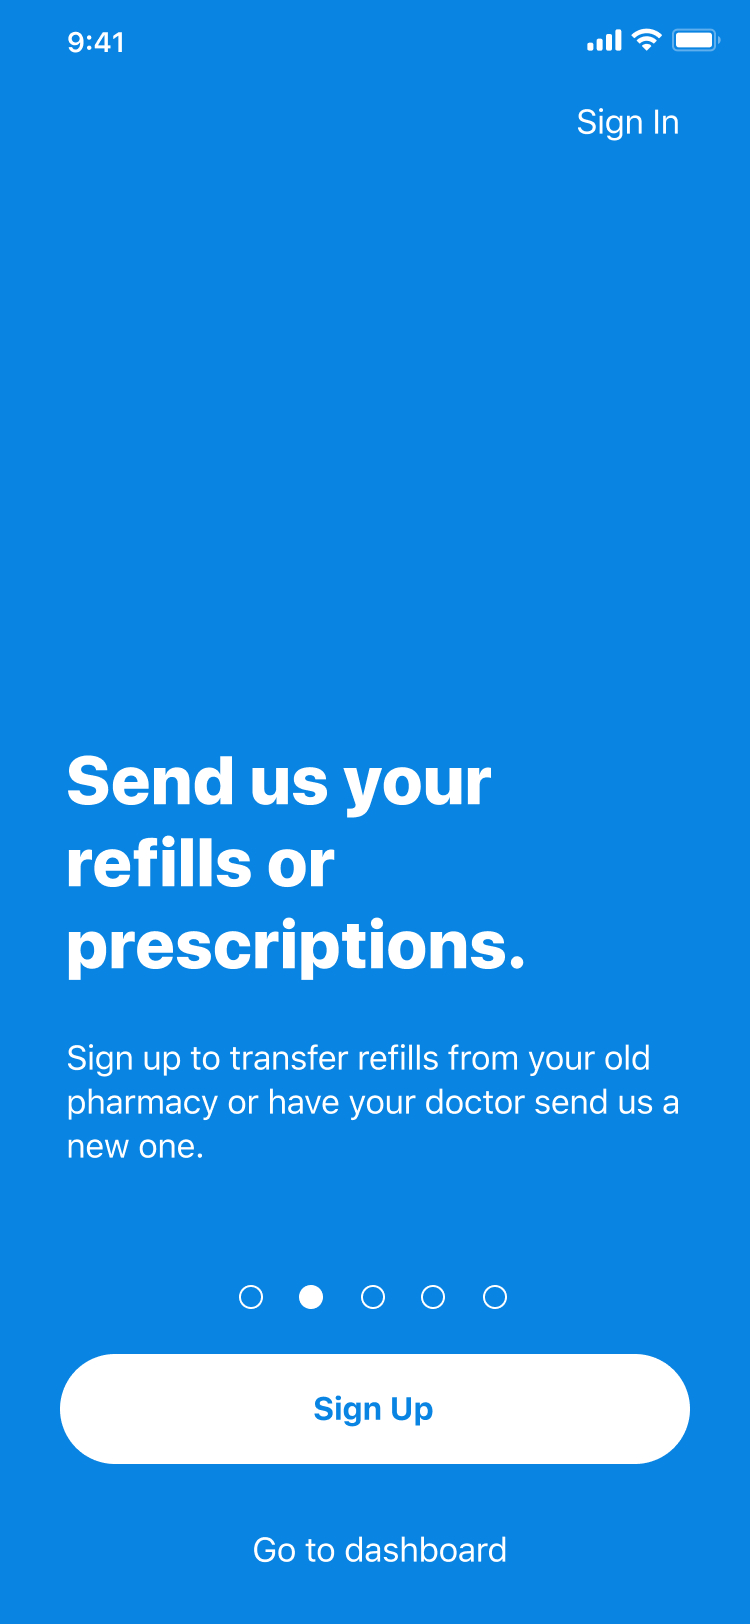 9:41
Sign In
Send us your
refills or
prescriptions.
Sign up to transfer refills from your old
pharmacy or have your doctor send us a
new one.
Sign Up
Go to dashboard